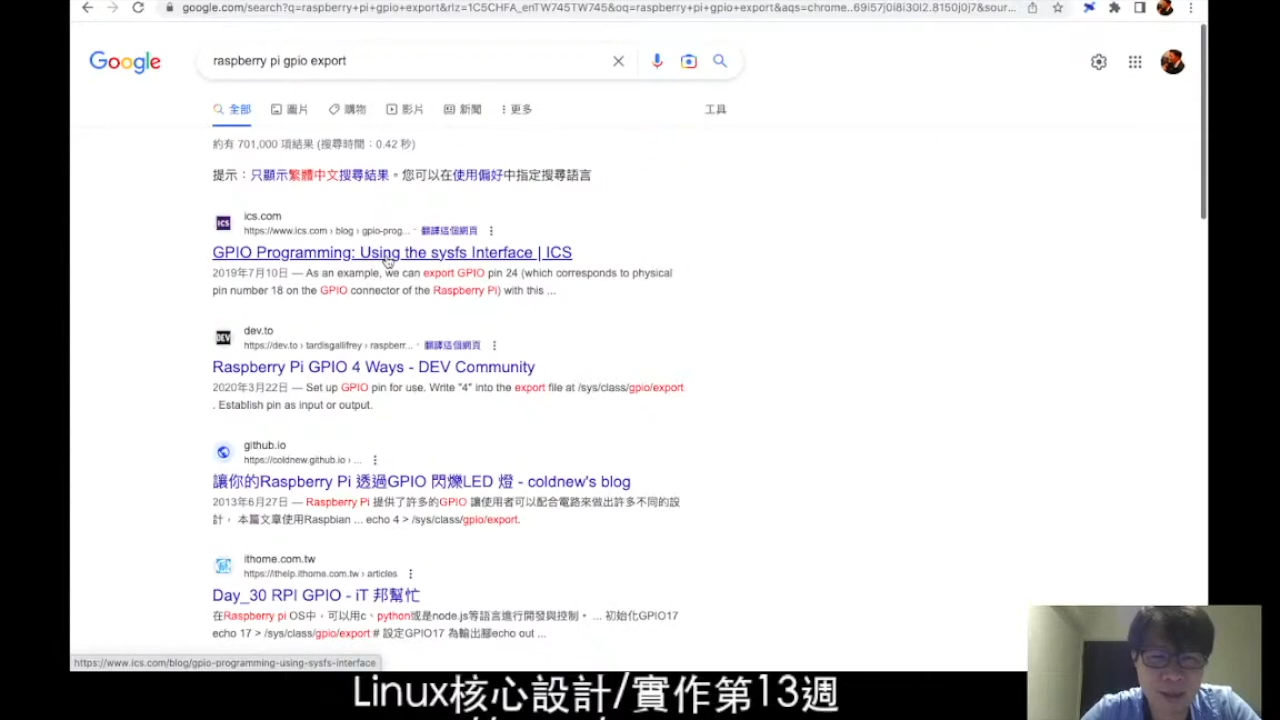 google.com/search?q=raspberry+pi+gpio+export&rlz=1C5CHFA_enTW745TW745&oq=raspberry+pi+gpio+export&aqs=chrome..69i57j0i8i30l2.8150j0j7&sour...
Google
raspberry pi gpio export
全部 圖片 購物 影片 新聞 更多 工具
約有 701,000 項結果 (搜尋時間：0.42 秒)
提示：只顯示繁體中文搜尋結果。您可以在使用偏好中指定搜尋語言
ICS
ics.com
https://www.ics.com › blog › gpio-prog... · 翻譯這個網頁
GPIO Programming: Using the sysfs Interface | ICS
2019年7月10日 — As an example, we can export GPIO pin 24 (which corresponds to physical
pin number 18 on the GPIO connector of the Raspberry Pi) with this ...
DEV
dev.to
https://dev.to › tardisgallifrey › raspberr... · 翻譯這個網頁
Raspberry Pi GPIO 4 Ways - DEV Community
2020年3月22日 — Set up GPIO pin for use. Write "4" into the export file at /sys/class/gpio/export
. Establish pin as input or output.
github.io
https://coldnew.github.io › ...
讓你的Raspberry Pi 透過GPIO 閃爍LED 燈 - coldnew's blog
2013年6月27日 — Raspberry Pi 提供了許多的GPIO 讓使用者可以配合電路來做出許多不同的設
計， 本篇文章使用Raspbian ... echo 4 > /sys/class/gpio/export.
ithome.com.tw
https://ithelp.ithome.com.tw › articles
Day_30 RPI GPIO - iT 邦幫忙
在Raspberry pi OS中，可以用c、python或是node.js等語言進行開發與控制。 ... 初始化GPIO17
echo 17 > /sys/class/gpio/export # 設定GPIO17 為輸出腳echo out ...
https://www.ics.com/blog/gpio-programming-using-sysfs-interface
Linux核心設計/實作第13週